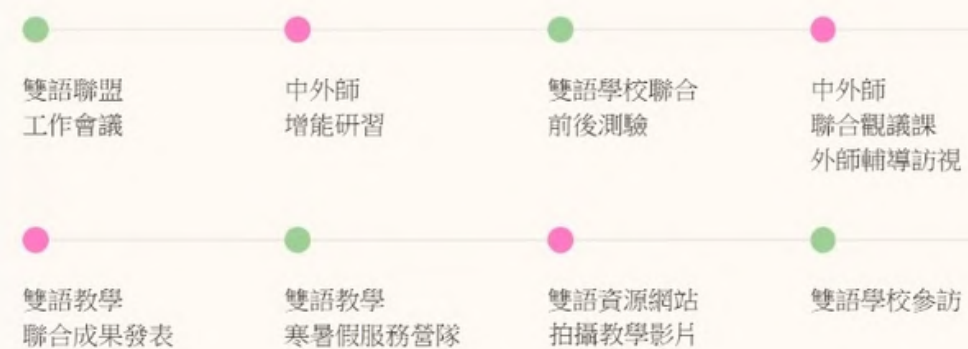 雙語聯盟
工作會議
中外師
增能研習
雙語學校聯合
前後測驗
中外師
聯合觀議課
外師輔導訪視
雙語教學
聯合成果發表
雙語教學
寒暑假服務營隊
雙語資源網站
拍攝教學影片
雙語學校參訪